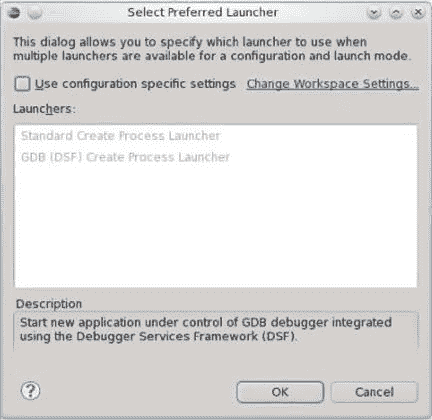 Select Preferred Launcher
This dialog allows you to specify which launcher to use when
multiple launchers are available for a configuration and launch mode.
Use configuration specific settings Change Workspace Settings...
Launchers:
Standard Create Process Launcher
GDB (DSF) Create Process Launcher
Description
Start new application under control of GDB debugger integrated
using the Debugger Services Framework (DSF).
? OK Cancel